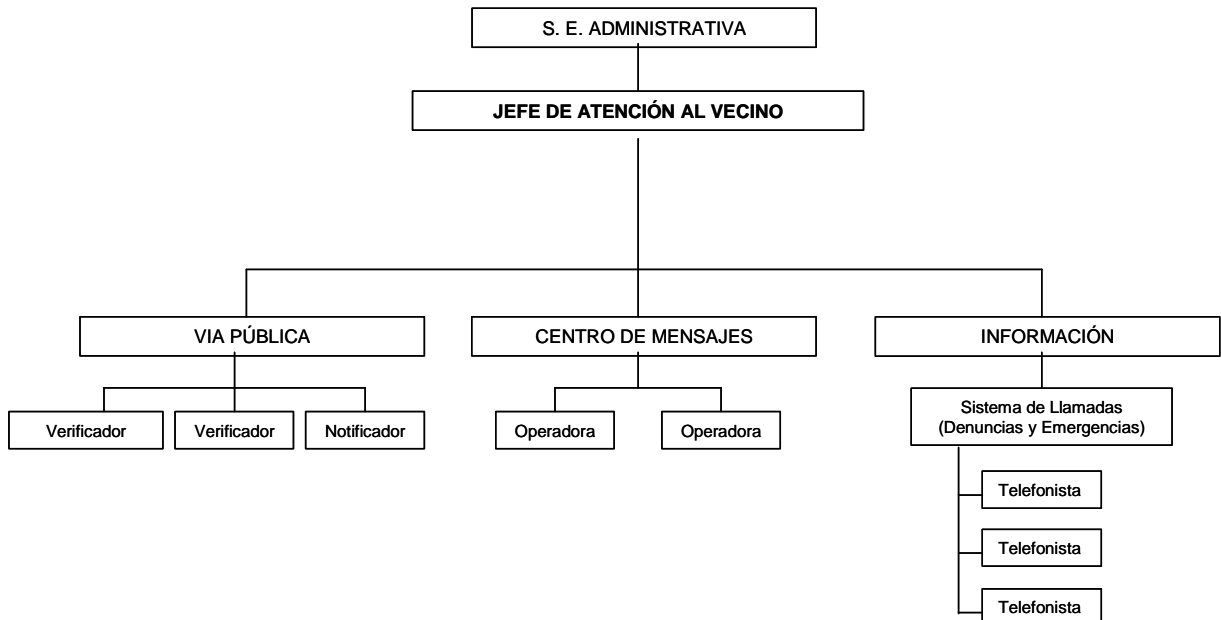 S. E. ADMINISTRATIVA
JEFE DE ATENCIÓN AL VECINO
VIA PÚBLICA
CENTRO DE MENSAJES
INFORMACIÓN
Verificador
Verificador
Notificador
Operadora
Operadora
Sistema de Llamadas
(Denuncias y Emergencias)
Telefonista
Telefonista
Telefonista